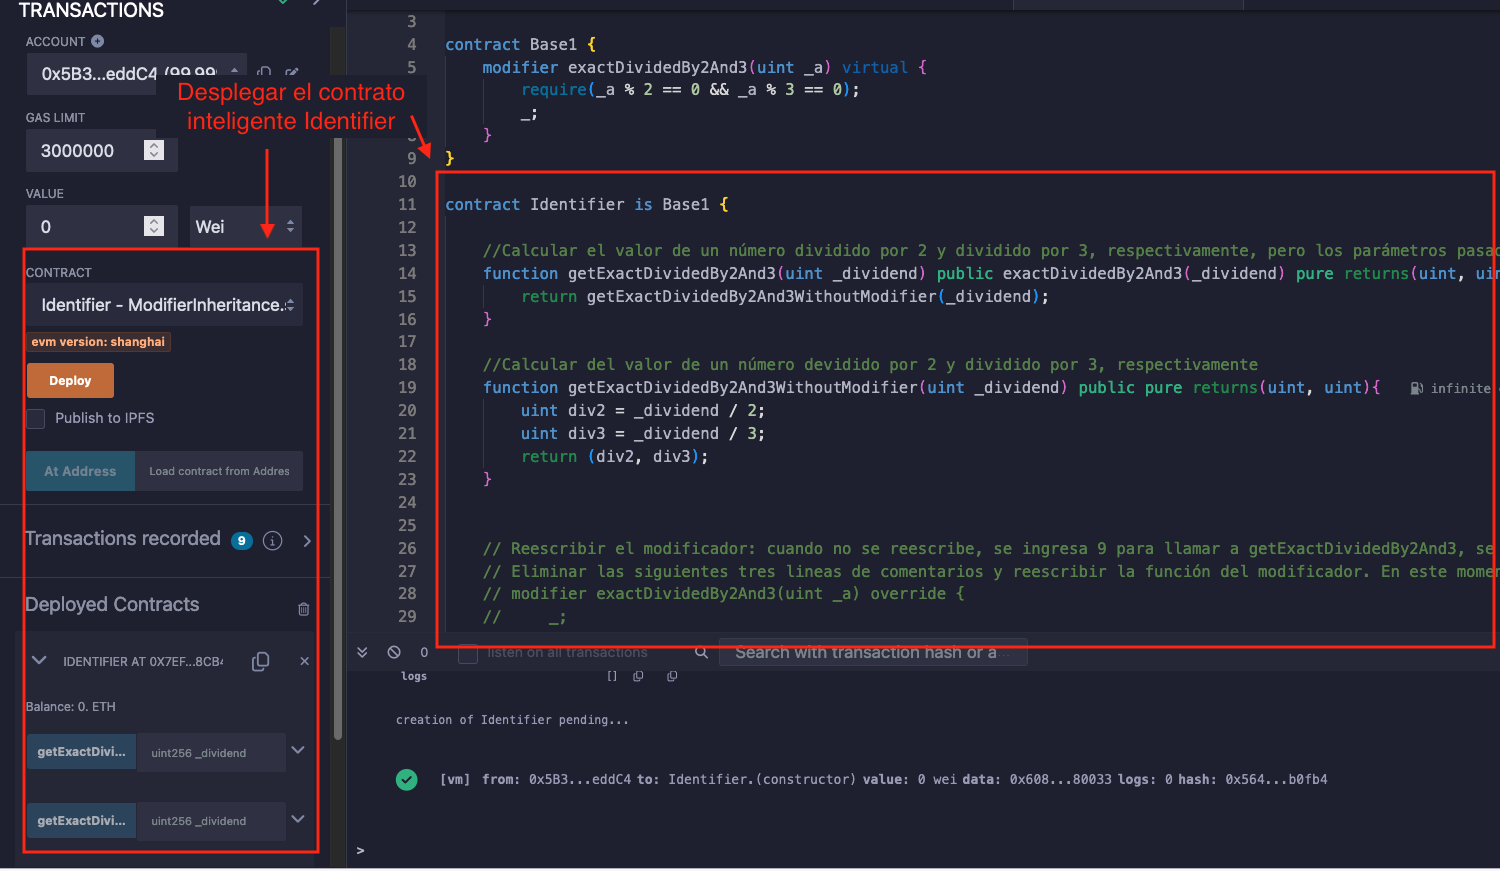 TRANSACTIONS
ACCOUNT
0x5B3...eddC4 (99.99
Desplegar el contrato
inteligente Identifier
GAS LIMIT
3000000
VALUE
0
Wei
CONTRACT
Identifier - ModifierInheritance.s
evm version: shanghai
Deploy
Publish to IPFS
At Address
Load contract from Addres
Transactions recorded 9
Deployed Contracts
IDENTIFIER AT 0X7EF...8CB4
Balance: 0. ETH
getExactDivi...
uint256 _dividend
getExactDivi...
uint256 _dividend
3
4 contract Base1 {
5 modifier exactDividedBy2And3(uint _a) virtual {
require(_a % 2 == 0 && _a % 3 == 0);
_;
8 }
9 }
10
11 contract Identifier is Base1 {
12
13 //Calcular el valor de un número dividido por 2 y dividido por 3, respectivamente, pero los parámetros pasad
14 function getExactDividedBy2And3(uint _dividend) public exactDividedBy2And3(_dividend) pure returns(uint, uin
15 return getExactDividedBy2And3WithoutModifier(_dividend);
16 }
17
18 //Calcular del valor de un número devidido por 2 y dividido por 3, respectivamente
19 function getExactDividedBy2And3WithoutModifier(uint _dividend) public pure returns(uint, uint){ infinite
20 uint div2 = _dividend / 2;
21 uint div3 = _dividend / 3;
22 return (div2, div3);
23 }
24
25
26 // Reescribir el modificador: cuando no se reescribe, se ingresa 9 para llamar a getExactDividedBy2And3, se
27 // Eliminar las siguientes tres lineas de comentarios y reescribir la función del modificador. En este momen
28 // modifier exactDividedBy2And3(uint _a) override {
29 // _;
0 listen on all transactions Search with transaction hash or a...
logs [] 
creation of Identifier pending...
[vm] from: 0x5B3...eddC4 to: Identifier.(constructor) value: 0 wei data: 0x608...80033 logs: 0 hash: 0x564...b0fb4
>